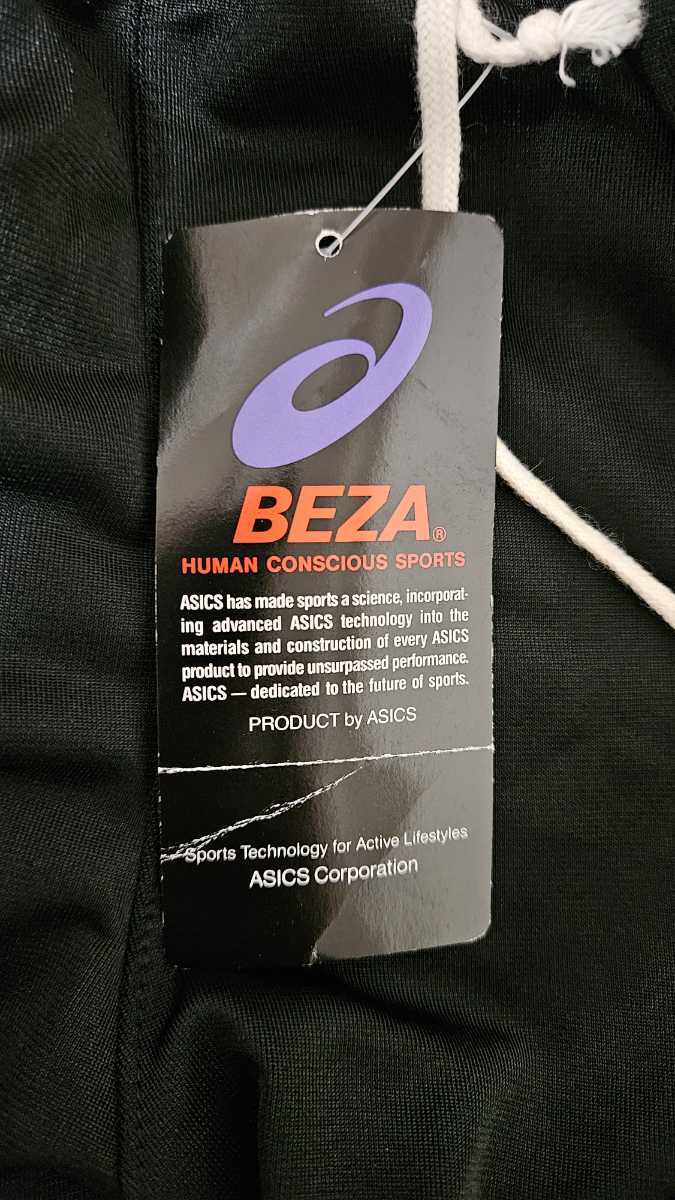 BEZA®
HUMAN CONSCIOUS SPORTS
ASICS has made sports a science, incorporat-
ing advanced ASICS technology into the
materials and construction of every ASICS
product to provide unsurpassed performance.
ASICS — dedicated to the future of sports.
PRODUCT by ASICS
Sports Technology for Active Lifestyles
ASICS Corporation